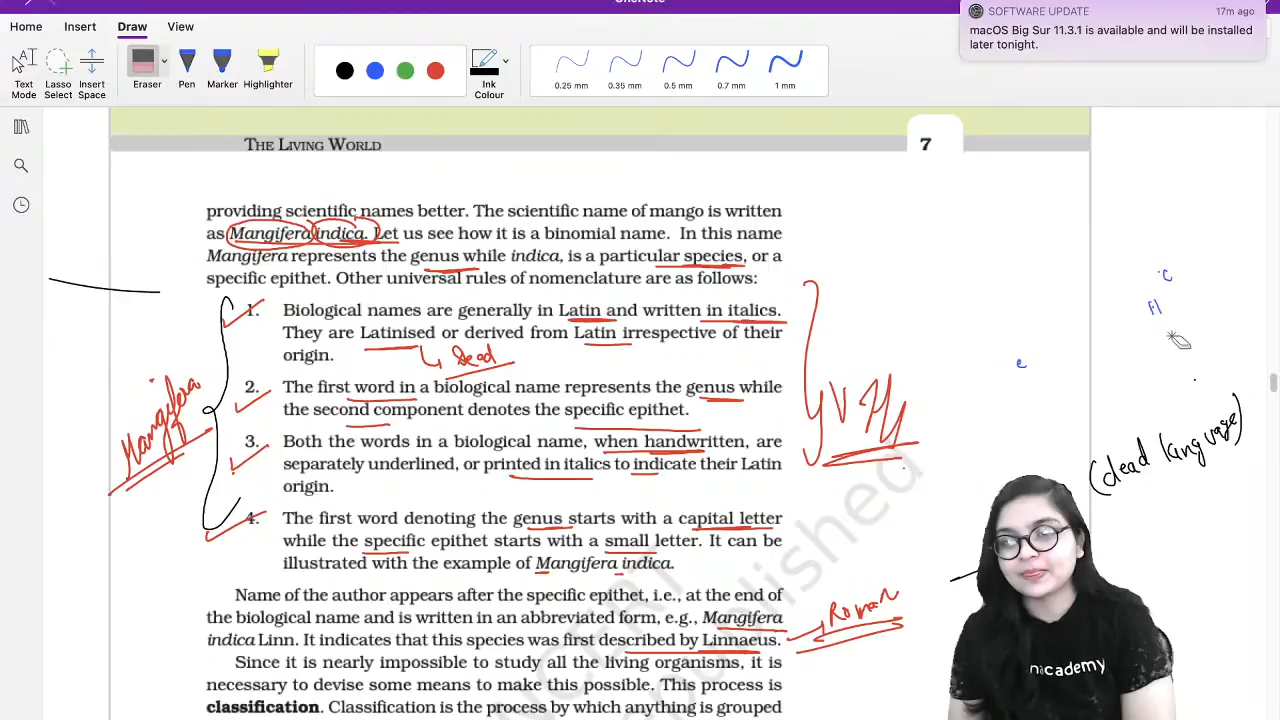 OneNote
Home Insert Draw View
SOFTWARE UPDATE 17m ago
macOS Big Sur 11.3.1 is available and will be installed
later tonight.
Text Mode
Lasso Select
Insert Space
Eraser
Pen
Marker
Highlighter
Ink Colour
0.25 mm 0.35 mm 0.5 mm 0.7 mm 1 mm
THE LIVING WORLD 7
providing scientific names better. The scientific name of mango is written
as Mangifera indica. Let us see how it is a binomial name. In this name
Mangifera represents the genus while indica, is a particular species, or a
specific epithet. Other universal rules of nomenclature are as follows:
1. Biological names are generally in Latin and written in italics.
They are Latinised or derived from Latin irrespective of their
origin.
Dead
2. The first word in a biological name represents the genus while
the second component denotes the specific epithet.
3. Both the words in a biological name, when handwritten, are
separately underlined, or printed in italics to indicate their Latin
origin.
4. The first word denoting the genus starts with a capital letter
while the specific epithet starts with a small letter. It can be
illustrated with the example of Mangifera indica.
Mangifera
(dead language)
Name of the author appears after the specific epithet, i.e., at the end of
the biological name and is written in an abbreviated form, e.g., Mangifera
indica Linn. It indicates that this species was first described by Linnaeus.
Roman
Since it is nearly impossible to study all the living organisms, it is
necessary to devise some means to make this possible. This process is
classification. Classification is the process by which anything is grouped
NCERT
published
unacademy